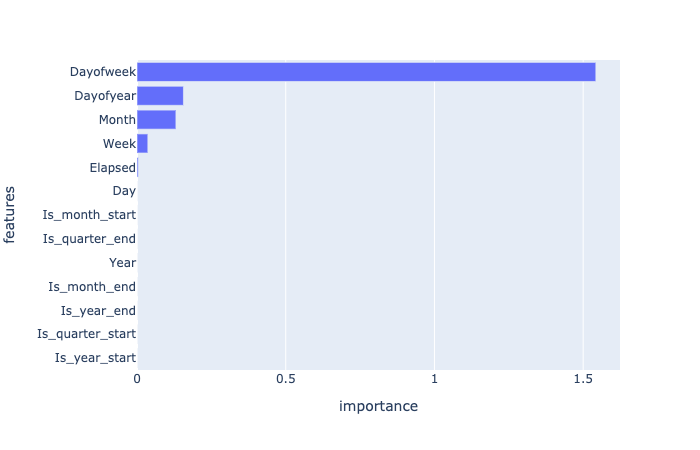 Dayofweek
Dayofyear
Month
Week
Elapsed
Day
Is_month_start
Is_quarter_end
Year
Is_month_end
Is_year_end
Is_quarter_start
Is_year_start
features
0 0.5 1 1.5
importance